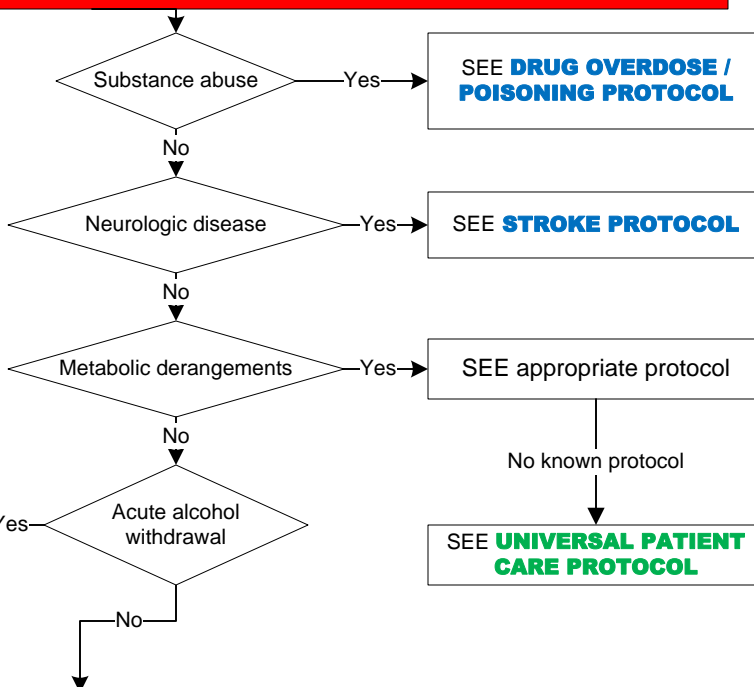 Substance abuse
Yes
SEE DRUG OVERDOSE /
POISONING PROTOCOL
No
Neurologic disease
Yes
SEE STROKE PROTOCOL
No
Metabolic derangements
Yes
SEE appropriate protocol
No
No known protocol
Yes
Acute alcohol
withdrawal
SEE UNIVERSAL PATIENT
CARE PROTOCOL
No